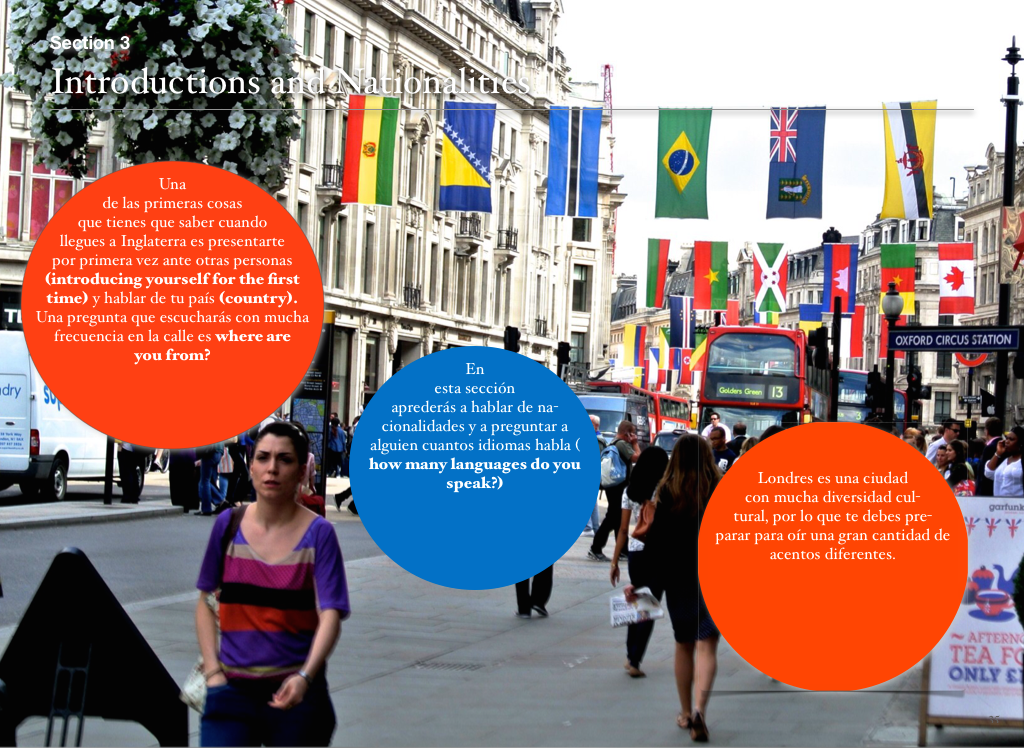 Section 3
Introductions and Nationalities
Una
de las primeras cosas
que tienes que saber cuando
llegues a Inglaterra es presentarte
por primera vez ante otras personas
(introducing yourself for the first
time) y hablar de tu país (country).
Una pregunta que escucharás con mucha
frecuencia en la calle es where are
you from?
En
esta sección
aprederás a hablar de na-
cionalidades y a preguntar a
alguien cuantos idiomas habla (
how many languages do you
speak?)
Londres es una ciudad
con mucha diversidad cul-
tural, por lo que te debes pre-
parar para oír una gran cantidad de
acentos diferentes.
OXFORD CIRCUS STATION
Golders Green 13
garfunk
~ AFTERNO
TEA FO
ONLY £